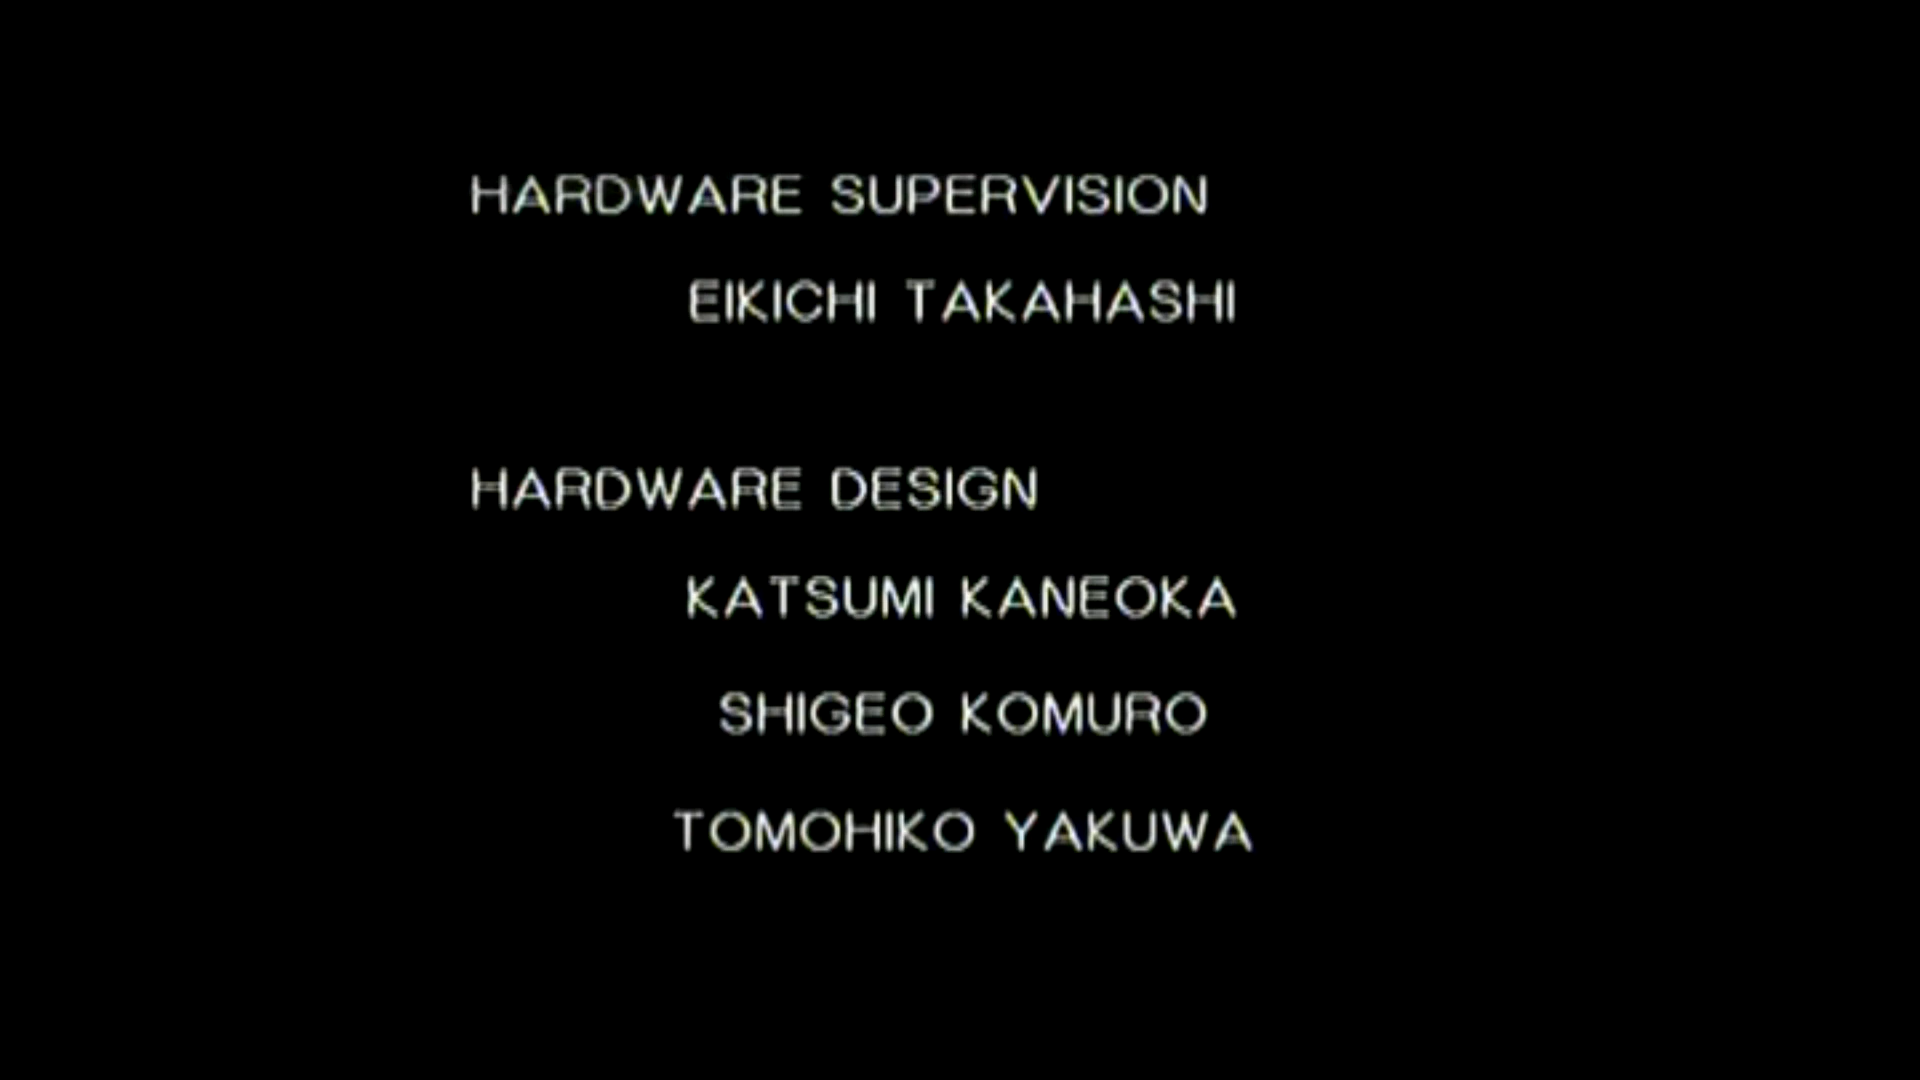 HARDWARE SUPERVISION
EIKICHI TAKAHASHI
HARDWARE DESIGN
KATSUMI KANEOKA
SHIGEO KOMURO
TOMOHIKO YAKUWA